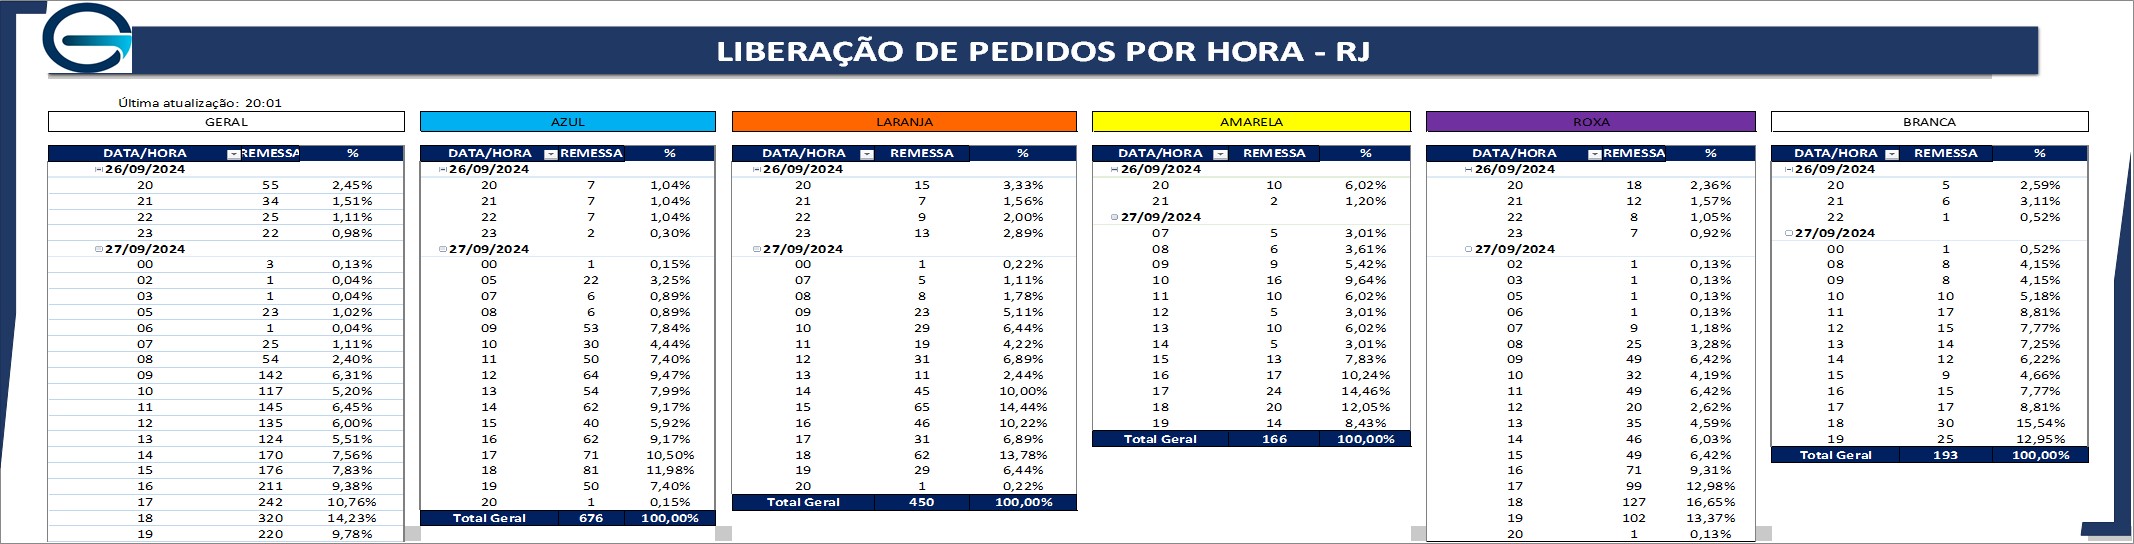 LIBERAÇÃO DE PEDIDOS POR HORA - RJ
Última atualização: 20:01
GERAL
DATA/HORA REMESSA %
26/09/2024
20 55 2,45%
21 34 1,51%
22 25 1,11%
23 22 0,98%
27/09/2024
00 3 0,13%
02 1 0,04%
03 1 0,04%
05 23 1,02%
06 1 0,04%
07 25 1,11%
08 54 2,40%
09 142 6,31%
10 117 5,20%
11 145 6,45%
12 135 6,00%
13 124 5,51%
14 170 7,56%
15 176 7,83%
16 211 9,38%
17 242 10,76%
18 320 14,23%
19 220 9,78%
AZUL
DATA/HORA REMESSA %
26/09/2024
20 7 1,04%
21 7 1,04%
22 7 1,04%
23 2 0,30%
27/09/2024
00 1 0,15%
05 22 3,25%
07 6 0,89%
08 6 0,89%
09 53 7,84%
10 30 4,44%
11 50 7,40%
12 64 9,47%
13 54 7,99%
14 62 9,17%
15 40 5,92%
16 62 9,17%
17 71 10,50%
18 81 11,98%
19 50 7,40%
20 1 0,15%
Total Geral 676 100,00%
LARANJA
DATA/HORA REMESSA %
26/09/2024
20 15 3,33%
21 7 1,56%
22 9 2,00%
23 13 2,89%
27/09/2024
00 1 0,22%
07 5 1,11%
08 8 1,78%
09 23 5,11%
10 29 6,44%
11 19 4,22%
12 31 6,89%
13 11 2,44%
14 45 10,00%
15 65 14,44%
16 46 10,22%
17 31 6,89%
18 62 13,78%
19 29 6,44%
20 1 0,22%
Total Geral 450 100,00%
AMARELA
DATA/HORA REMESSA %
26/09/2024
20 10 6,02%
21 2 1,20%
27/09/2024
07 5 3,01%
08 6 3,61%
09 9 5,42%
10 16 9,64%
11 10 6,02%
12 5 3,01%
13 10 6,02%
14 5 3,01%
15 13 7,83%
16 17 10,24%
17 24 14,46%
18 20 12,05%
19 14 8,43%
Total Geral 166 100,00%
ROXA
DATA/HORA REMESSA %
26/09/2024
20 18 2,36%
21 12 1,57%
22 8 1,05%
23 7 0,92%
27/09/2024
02 1 0,13%
03 1 0,13%
05 1 0,13%
06 1 0,13%
07 9 1,18%
08 25 3,28%
09 49 6,42%
10 32 4,19%
11 49 6,42%
12 20 2,62%
13 35 4,59%
14 46 6,03%
15 49 6,42%
16 71 9,31%
17 99 12,98%
18 127 16,65%
19 102 13,37%
20 1 0,13%
BRANCA
DATA/HORA REMESSA %
26/09/2024
20 5 2,59%
21 6 3,11%
22 1 0,52%
27/09/2024
00 1 0,52%
08 8 4,15%
09 8 4,15%
10 10 5,18%
11 17 8,81%
12 15 7,77%
13 14 7,25%
14 12 6,22%
15 9 4,66%
16 15 7,77%
17 17 8,81%
18 30 15,54%
19 25 12,95%
Total Geral 193 100,00%